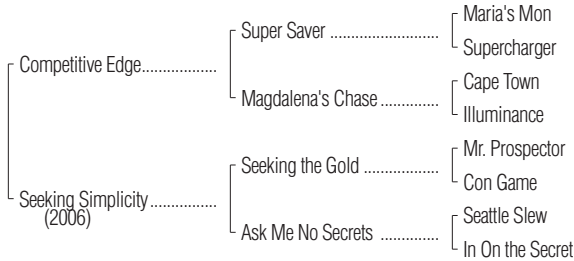 Maria's Mon
Super Saver ..........................
Supercharger
Competitive Edge..................
Cape Town
Magdalena's Chase ..............
Illuminance
Mr. Prospector
Seeking the Gold ..................
Con Game
Seeking Simplicity................
(2006)
Seattle Slew
Ask Me No Secrets ..............
In On the Secret